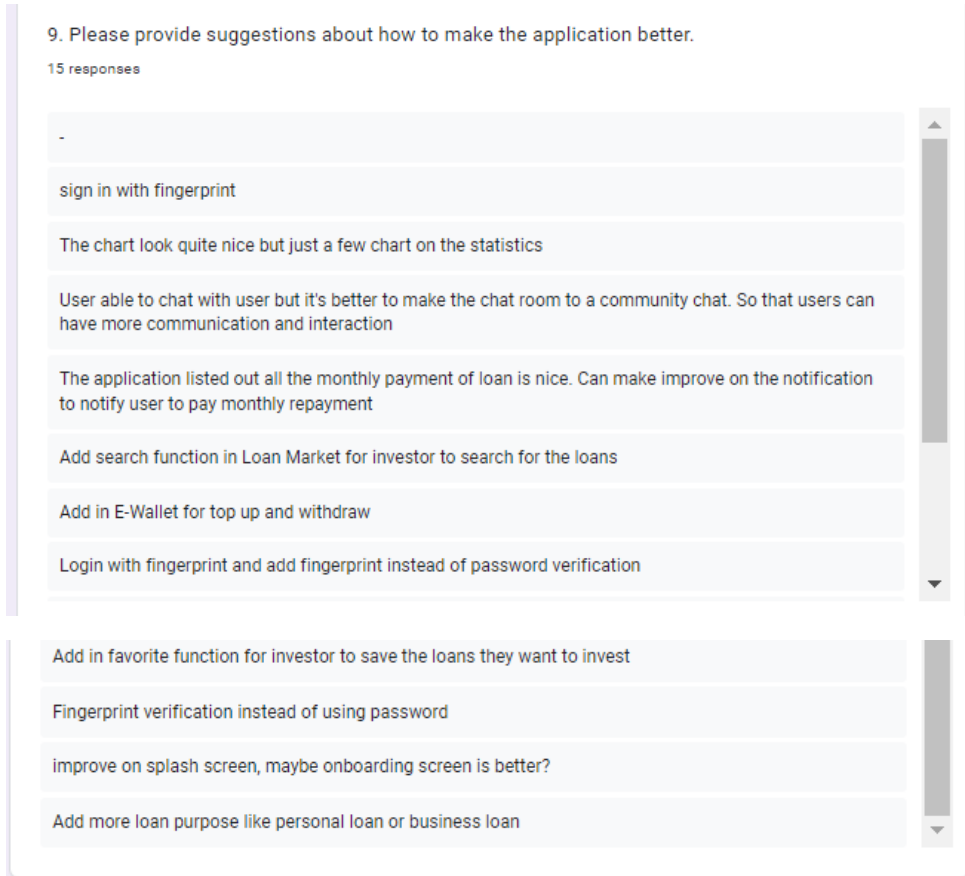 9. Please provide suggestions about how to make the application better.
15 responses
-
sign in with fingerprint
The chart look quite nice but just a few chart on the statistics
User able to chat with user but it's better to make the chat room to a community chat. So that users can
have more communication and interaction
The application listed out all the monthly payment of loan is nice. Can make improve on the notification
to notify user to pay monthly repayment
Add search function in Loan Market for investor to search for the loans
Add in E-Wallet for top up and withdraw
Login with fingerprint and add fingerprint instead of password verification
Add in favorite function for investor to save the loans they want to invest
Fingerprint verification instead of using password
improve on splash screen, maybe onboarding screen is better?
Add more loan purpose like personal loan or business loan